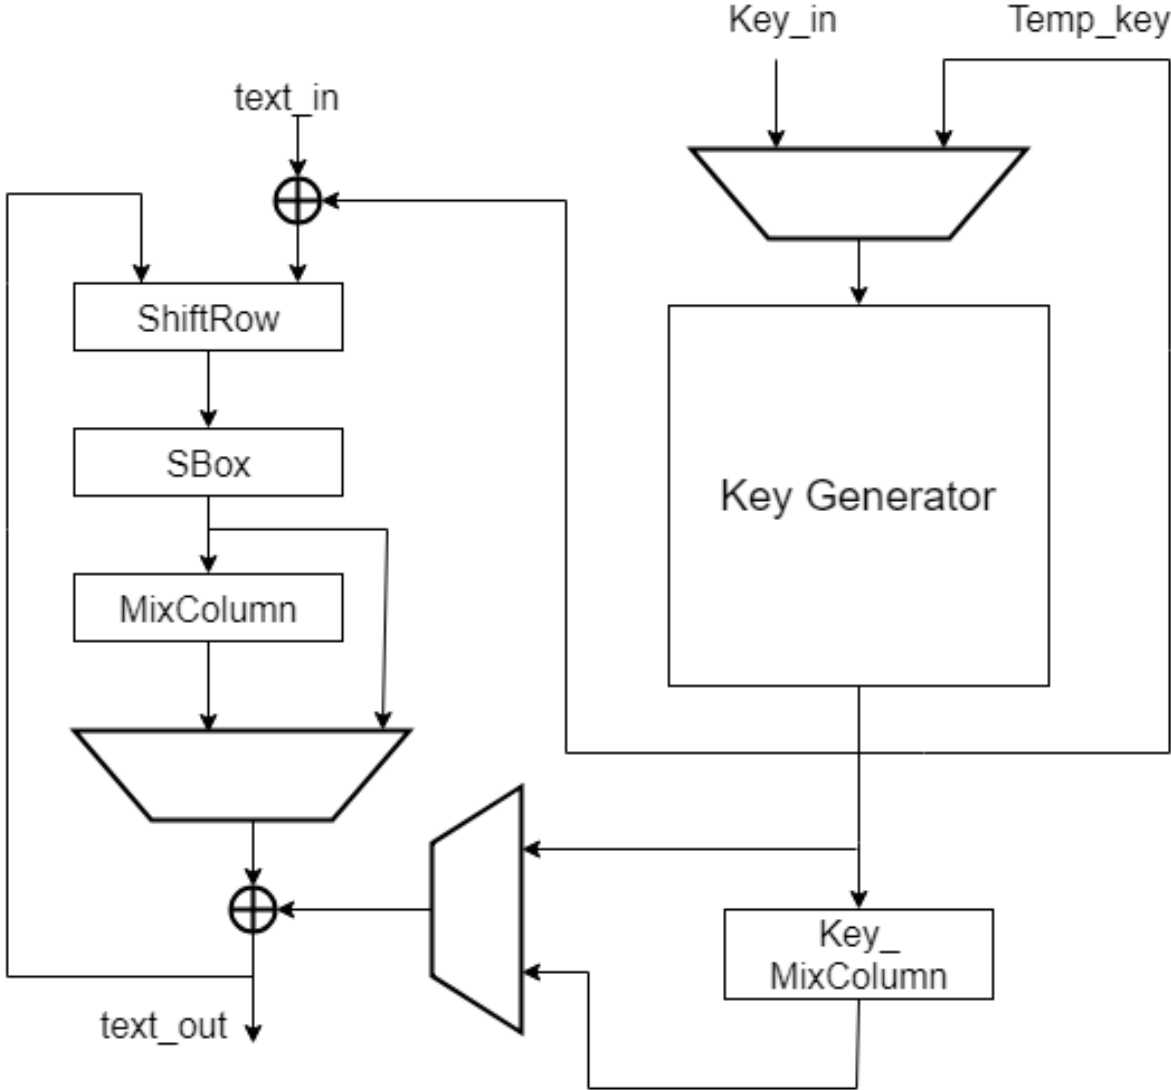 Key_in
Temp_key
text_in
ShiftRow
SBox
Key Generator
MixColumn
Key_
MixColumn
text_out